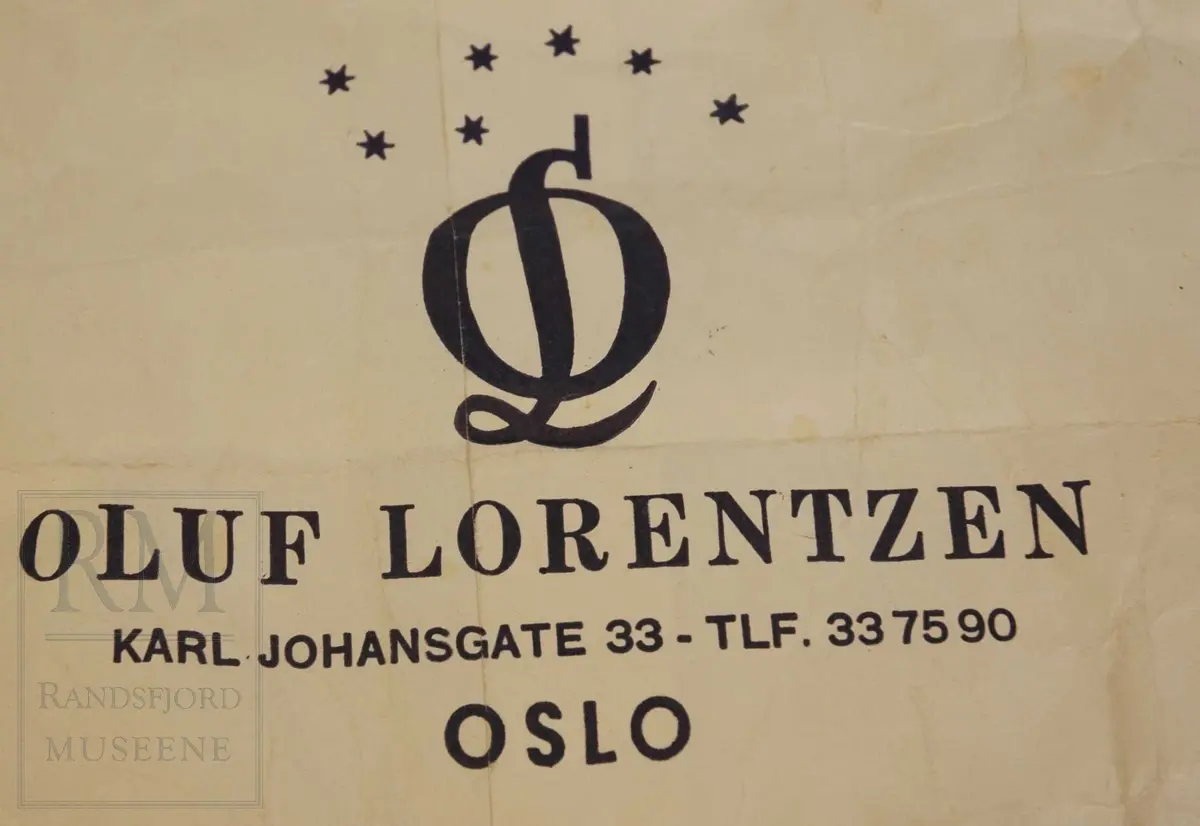 OLUF LORENTZEN
KARL JOHANSGATE 33 - TLF. 33 75 90
OSLO
RM
RANDSFJORD
MUSEENE